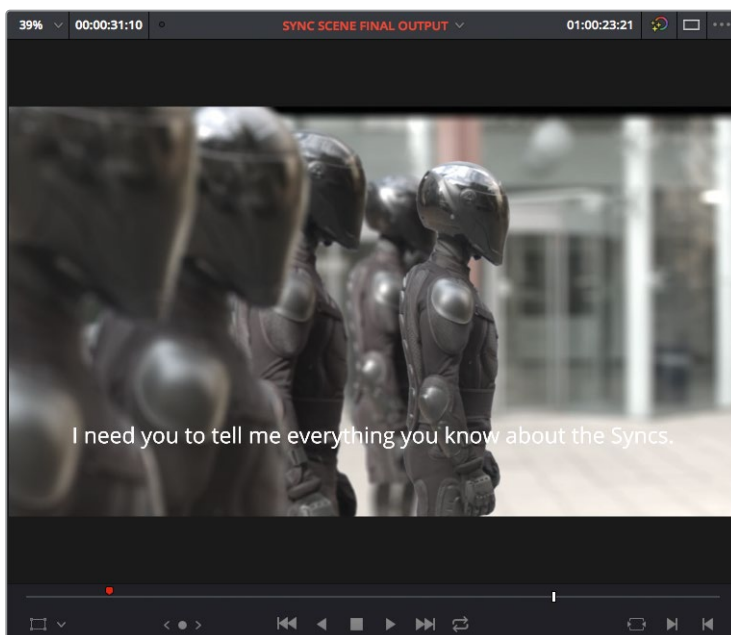 39% 00:00:31:10 SYNC SCENE FINAL OUTPUT 01:00:23:21
I need you to tell me everything you know about the Syncs.